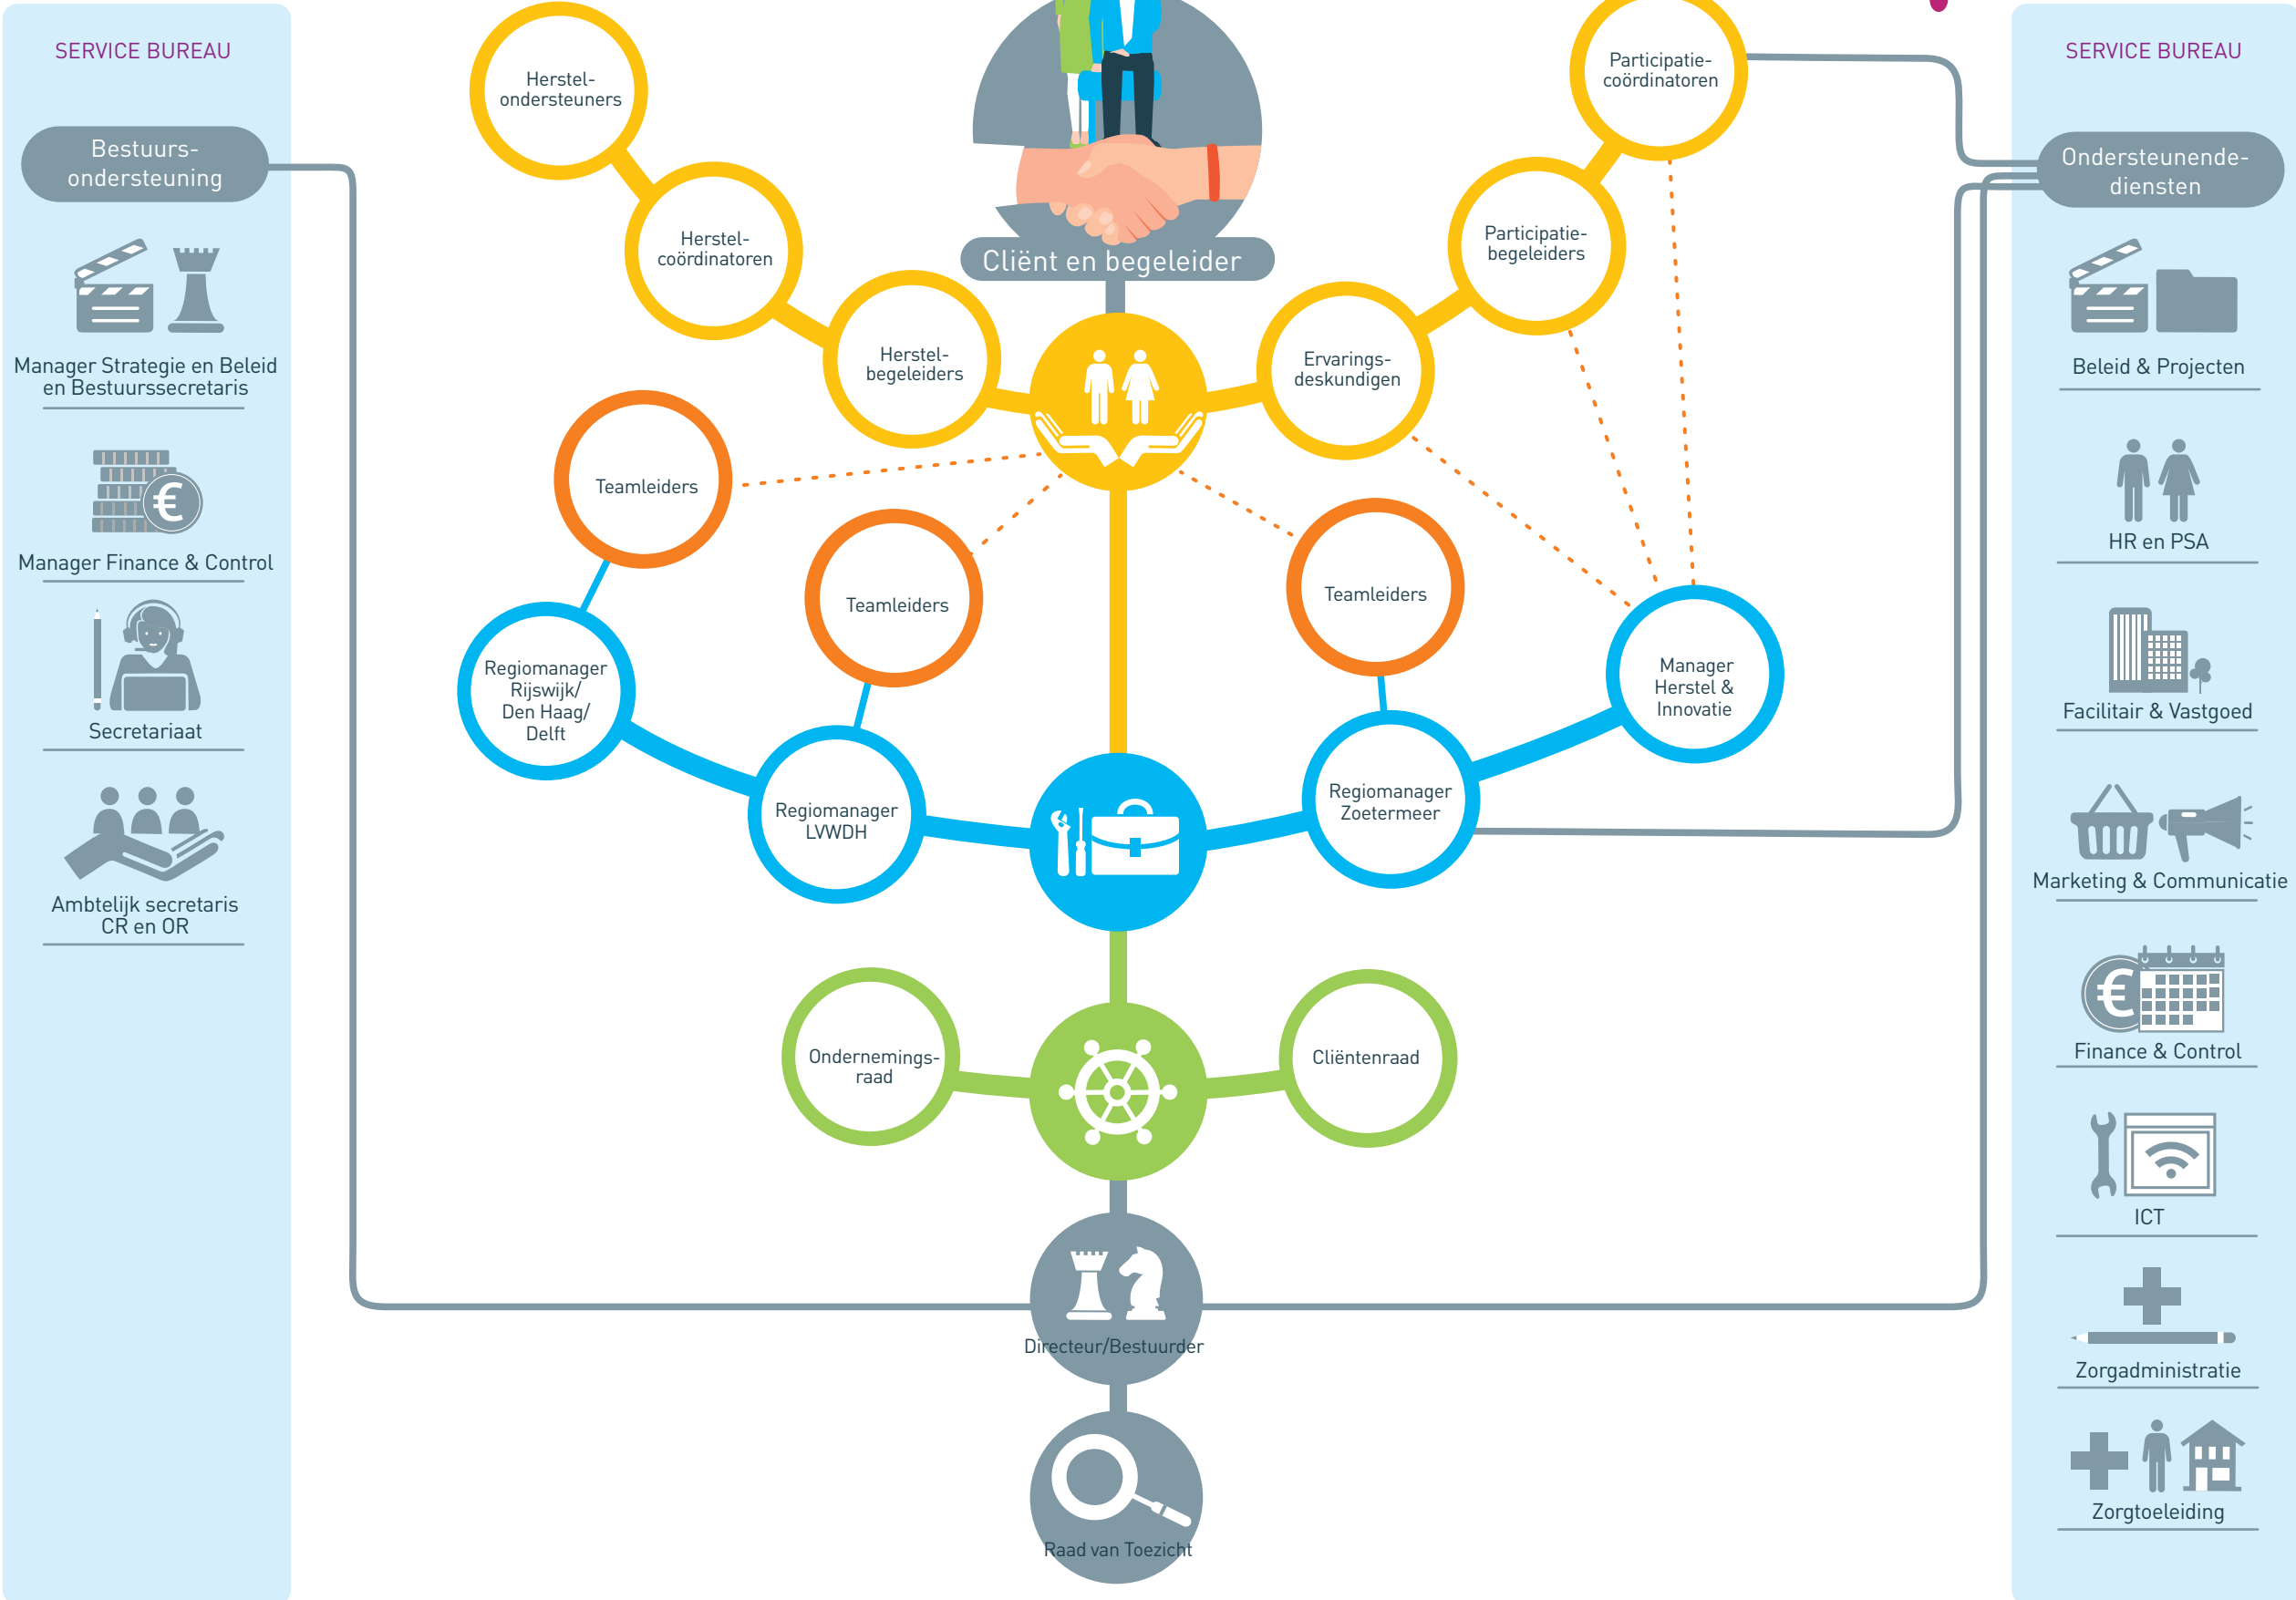 SERVICE BUREAU
Bestuurs-
ondersteuning
Manager Strategie en Beleid
en Bestuurssecretaris
Manager Finance & Control
Secretariaat
Ambtelijk secretaris
CR en OR
Herstel-
ondersteuners
Herstel-
coördinatoren
Herstel-
begeleiders
Cliënt en begeleider
Ervarings-
deskundigen
Participatie-
begeleiders
Participatie-
coördinatoren
Teamleiders
Teamleiders
Teamleiders
Regiomanager
Rijswijk/
Den Haag/
Delft
Regiomanager
LVWDH
Regiomanager
Zoetermeer
Manager
Herstel &
Innovatie
Ondernemings-
raad
Cliëntenraad
Directeur/Bestuurder
Raad van Toezicht
SERVICE BUREAU
Ondersteunende-
diensten
Beleid & Projecten
HR en PSA
Facilitair & Vastgoed
Marketing & Communicatie
Finance & Control
ICT
Zorgadministratie
Zorgtoeleiding